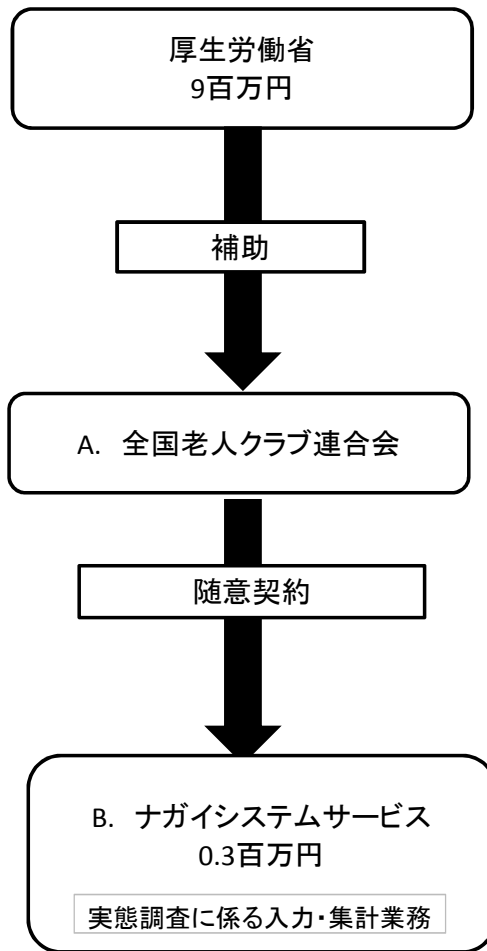 厚生労働省
9百万円
補助
A. 全国老人クラブ連合会
随意契約
B. ナガイシステムサービス
0.3百万円
実態調査に係る入力・集計業務